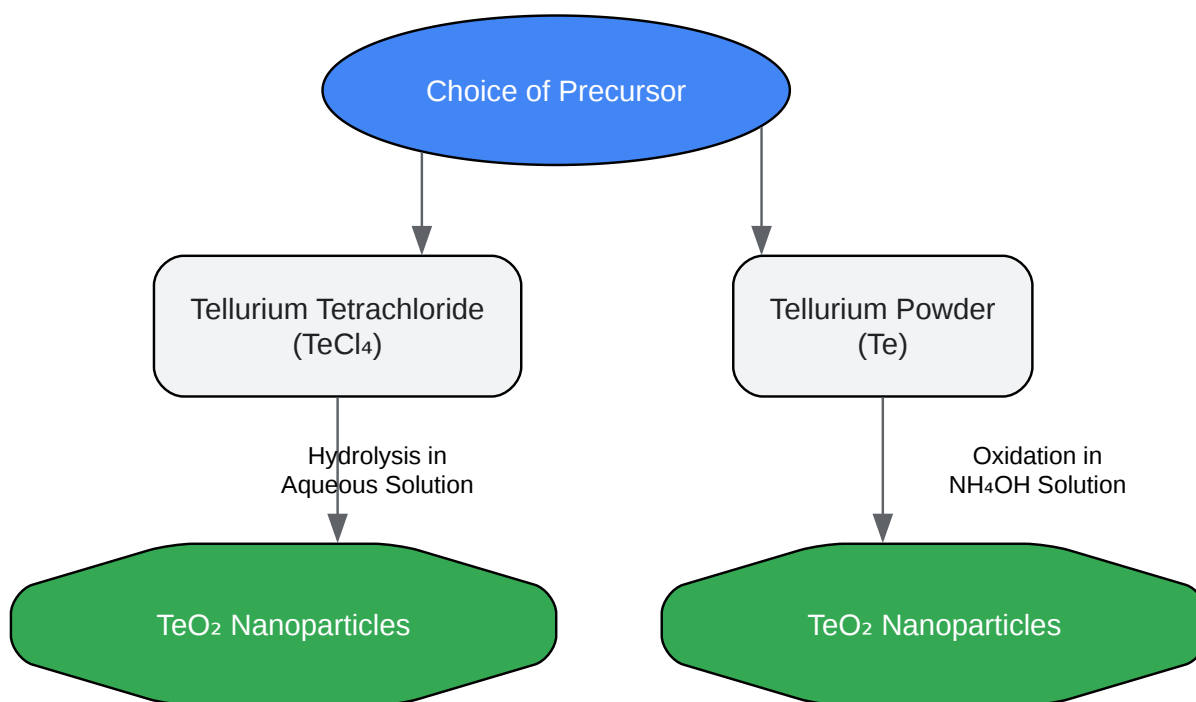 Choice of Precursor
Tellurium Tetrachloride
(TeCl₄)
Tellurium Powder
(Te)
Hydrolysis in
Aqueous Solution
Oxidation in
NH₄OH Solution
TeO₂ Nanoparticles
TeO₂ Nanoparticles